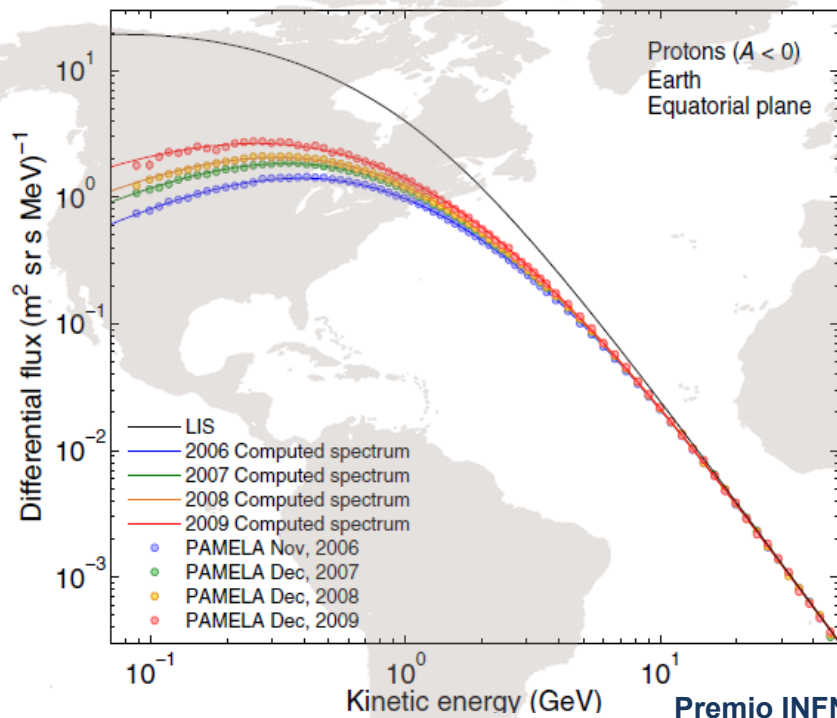 Protons (A < 0)
Earth
Equatorial plane
Differential flux (m² sr s MeV)⁻¹
10¹
10⁰
10⁻¹
10⁻²
10⁻³
LIS
2006 Computed spectrum
2007 Computed spectrum
2008 Computed spectrum
2009 Computed spectrum
PAMELA Nov, 2006
PAMELA Dec, 2007
PAMELA Dec, 2008
PAMELA Dec, 2009
10⁻¹ 10⁰ 10¹
Kinetic energy (GeV)
Premio INFN